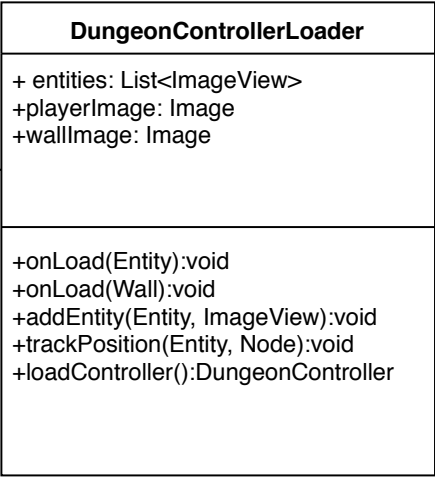 DungeonControllerLoader
+ entities: List<ImageView>
+playerImage: Image
+wallImage: Image
+onLoad(Entity):void
+onLoad(Wall):void
+addEntity(Entity, ImageView):void
+trackPosition(Entity, Node):void
+loadController():DungeonController